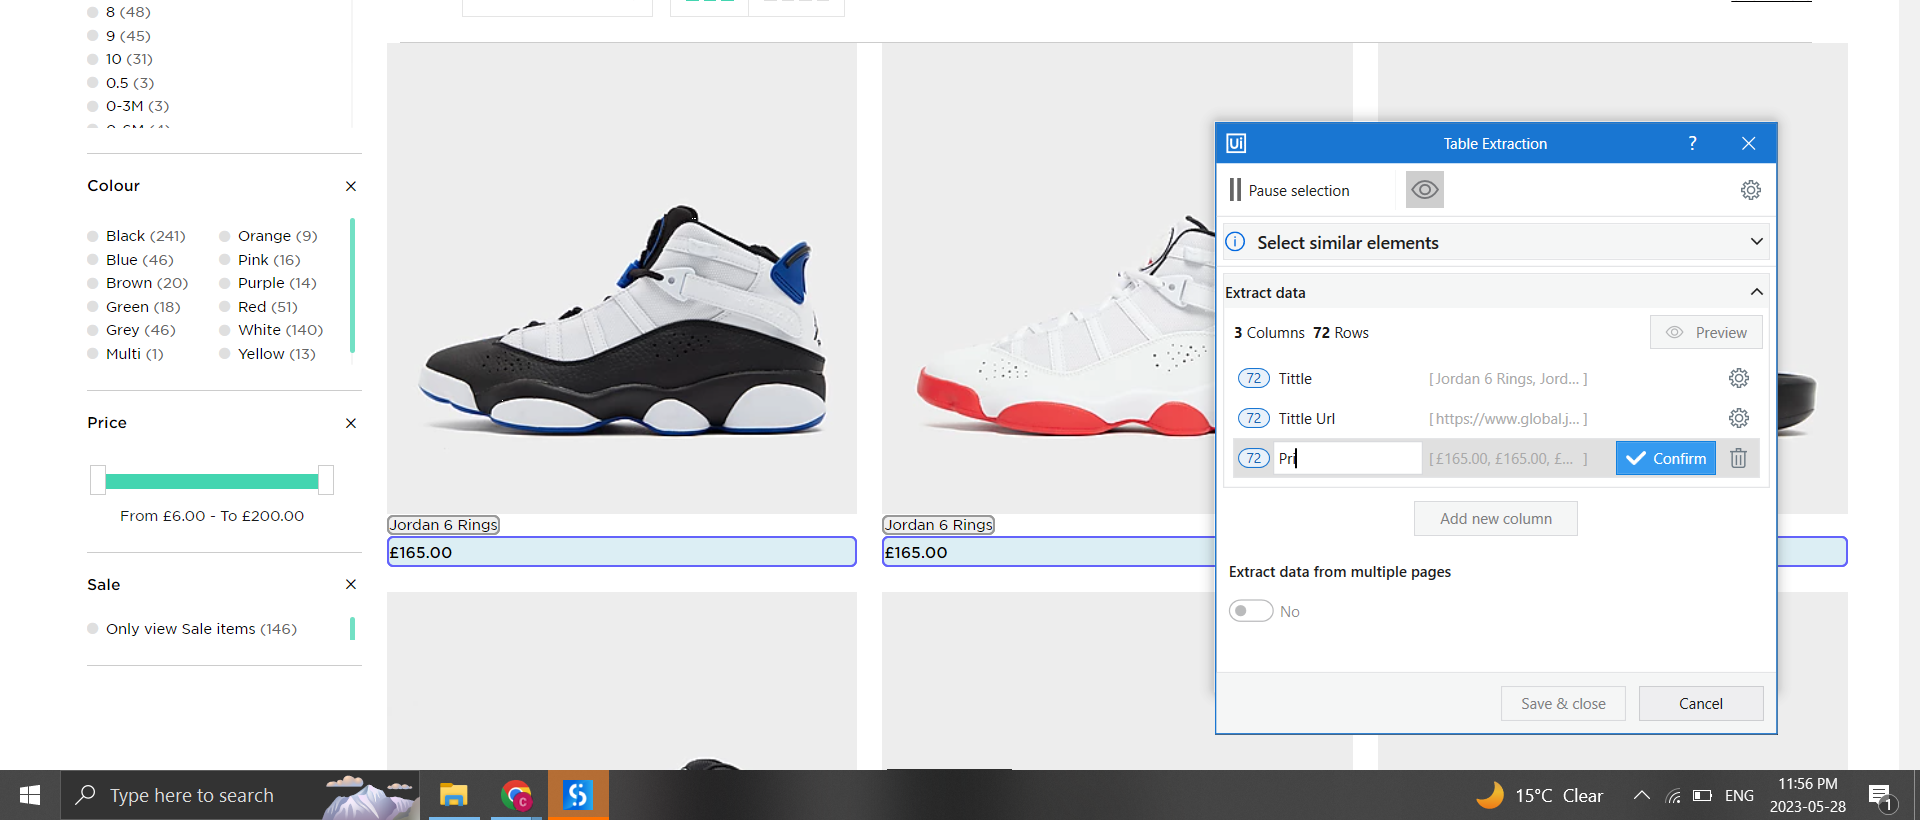 8 (48)
9 (45)
10 (31)
0.5 (3)
0-3M (3)
Colour
Black (241)
Orange (9)
Blue (46)
Pink (16)
Brown (20)
Purple (14)
Green (18)
Red (51)
Grey (46)
White (140)
Multi (1)
Yellow (13)
Price
From £6.00 - To £200.00
Sale
Only view Sale items (146)
Jordan 6 Rings
£165.00
Jordan 6 Rings
£165.00
Ui
Table Extraction
?
Pause selection
Select similar elements
Extract data
3 Columns 72 Rows
Preview
72 Tittle [Jordan 6 Rings, Jord... ]
72 Tittle Url [https://www.global.j... ]
72 Pri [£165.00, £165.00, £... ]
Confirm
Add new column
Extract data from multiple pages
No
Save & close
Cancel
Type here to search
15°C Clear
ENG
11:56 PM
2023-05-28
1